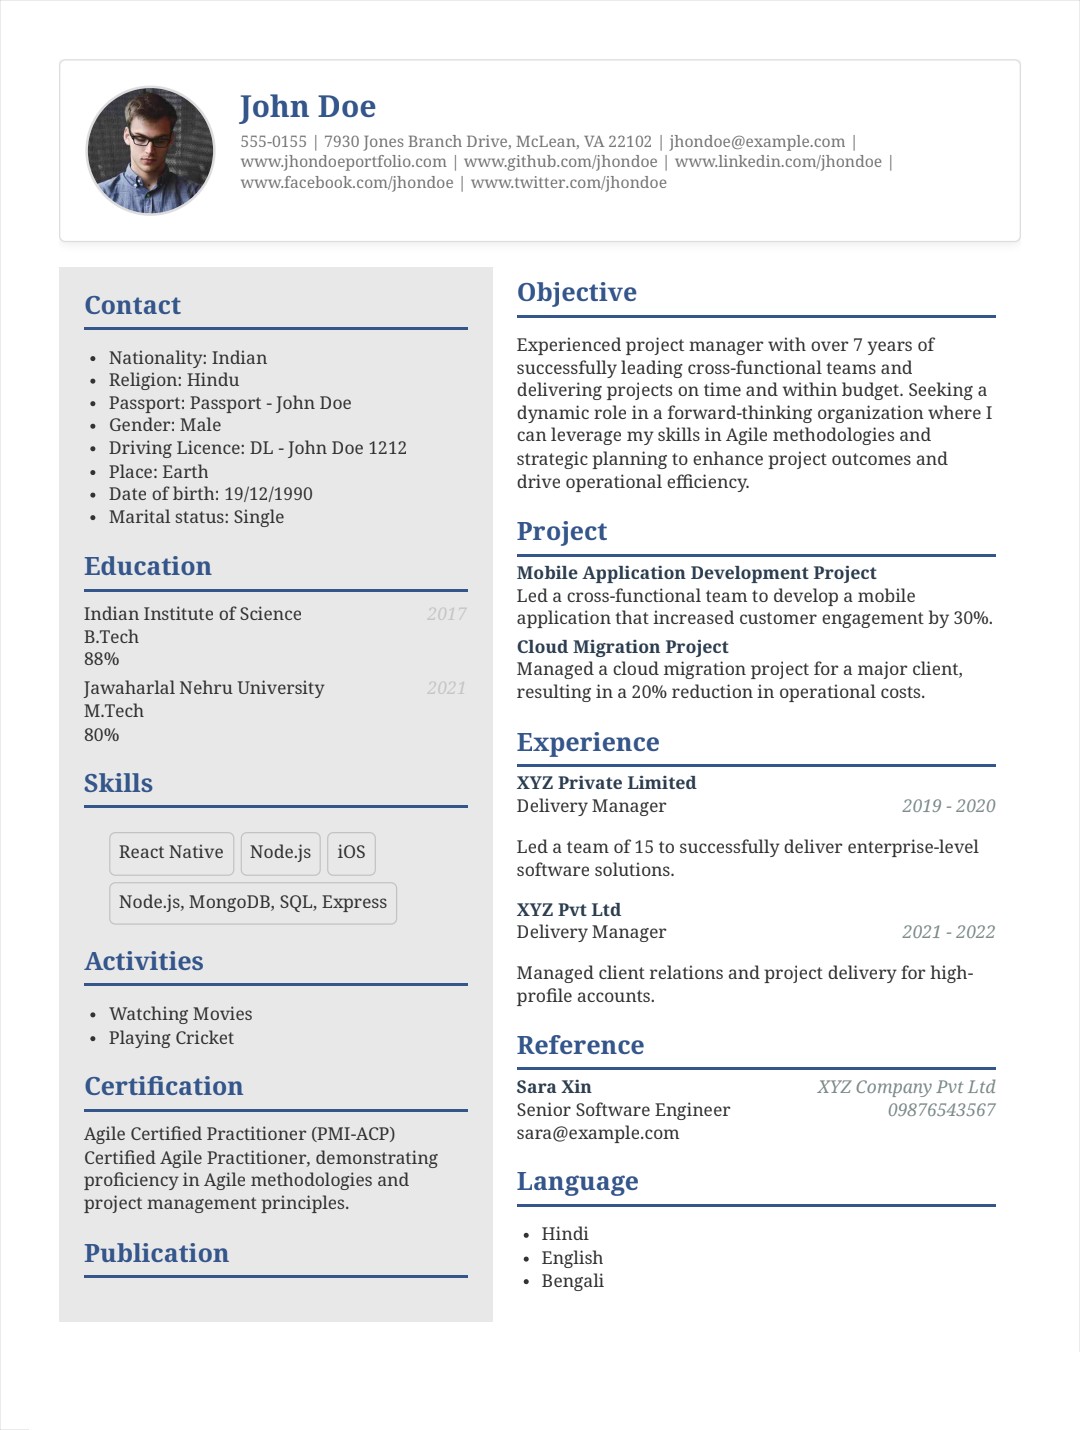 John Doe
555-0155 | 7930 Jones Branch Drive, McLean, VA 22102 | jhondoe@example.com |
www.jhondoeportfolio.com | www.github.com/jhondoe | www.linkedin.com/jhondoe |
www.facebook.com/jhondoe | www.twitter.com/jhondoe
Contact
• Nationality: Indian
• Religion: Hindu
• Passport: Passport - John Doe
• Gender: Male
• Driving Licence: DL - John Doe 1212
• Place: Earth
• Date of birth: 19/12/1990
• Marital status: Single
Education
Indian Institute of Science 2017
B.Tech
88%
Jawaharlal Nehru University 2021
M.Tech
80%
Skills
React Native Node.js iOS
Node.js, MongoDB, SQL, Express
Activities
• Watching Movies
• Playing Cricket
Certification
Agile Certified Practitioner (PMI-ACP)
Certified Agile Practitioner, demonstrating
proficiency in Agile methodologies and
project management principles.
Publication
Objective
Experienced project manager with over 7 years of
successfully leading cross-functional teams and
delivering projects on time and within budget. Seeking a
dynamic role in a forward-thinking organization where I
can leverage my skills in Agile methodologies and
strategic planning to enhance project outcomes and
drive operational efficiency.
Project
Mobile Application Development Project
Led a cross-functional team to develop a mobile
application that increased customer engagement by 30%.
Cloud Migration Project
Managed a cloud migration project for a major client,
resulting in a 20% reduction in operational costs.
Experience
XYZ Private Limited
Delivery Manager 2019 - 2020
Led a team of 15 to successfully deliver enterprise-level
software solutions.
XYZ Pvt Ltd
Delivery Manager 2021 - 2022
Managed client relations and project delivery for high-
profile accounts.
Reference
Sara Xin XYZ Company Pvt Ltd
Senior Software Engineer 09876543567
sara@example.com
Language
• Hindi
• English
• Bengali